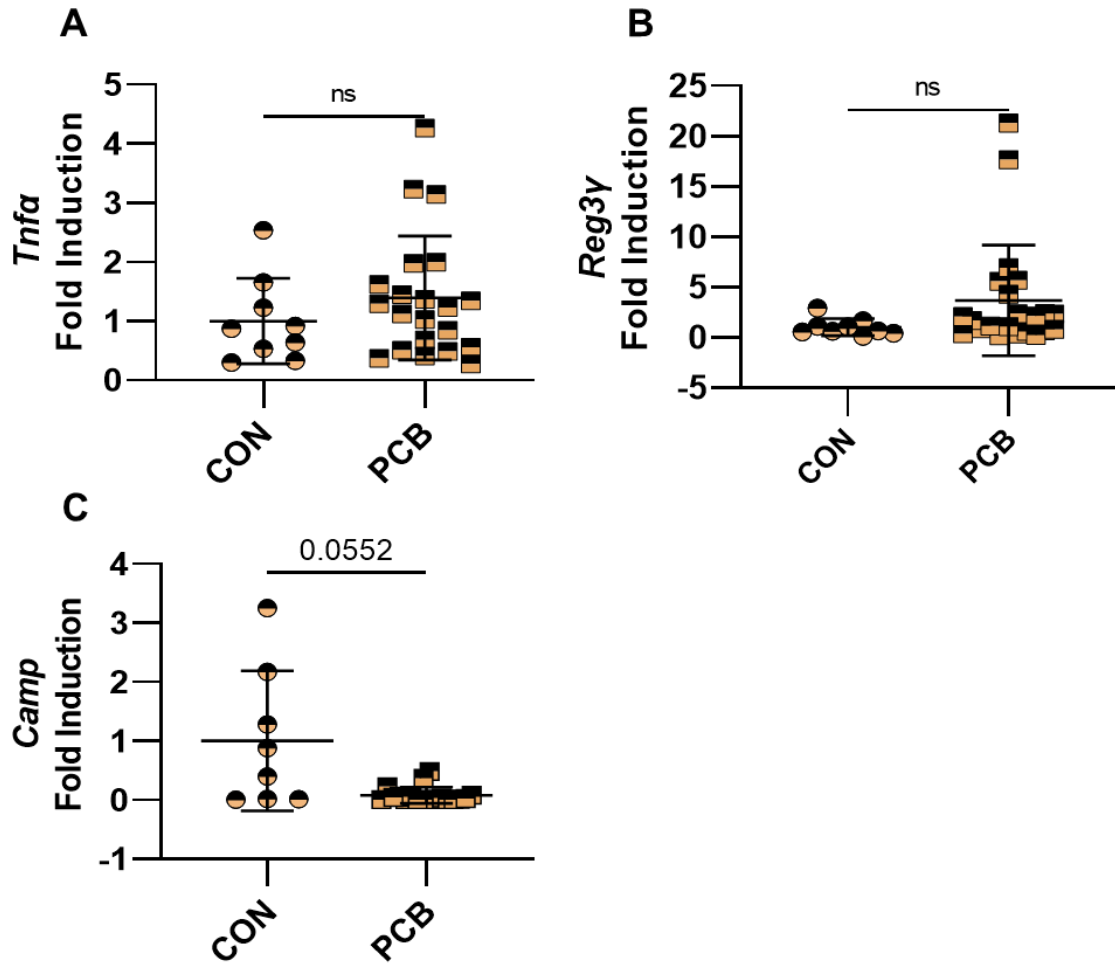 A
Tnfα
Fold Induction
5
4
3
2
1
0
ns
CON
PCB
B
Reg3γ
Fold Induction
25
20
15
10
5
0
-5
ns
CON
PCB
C
Camp
Fold Induction
4
3
2
1
0
-1
0.0552
CON
PCB